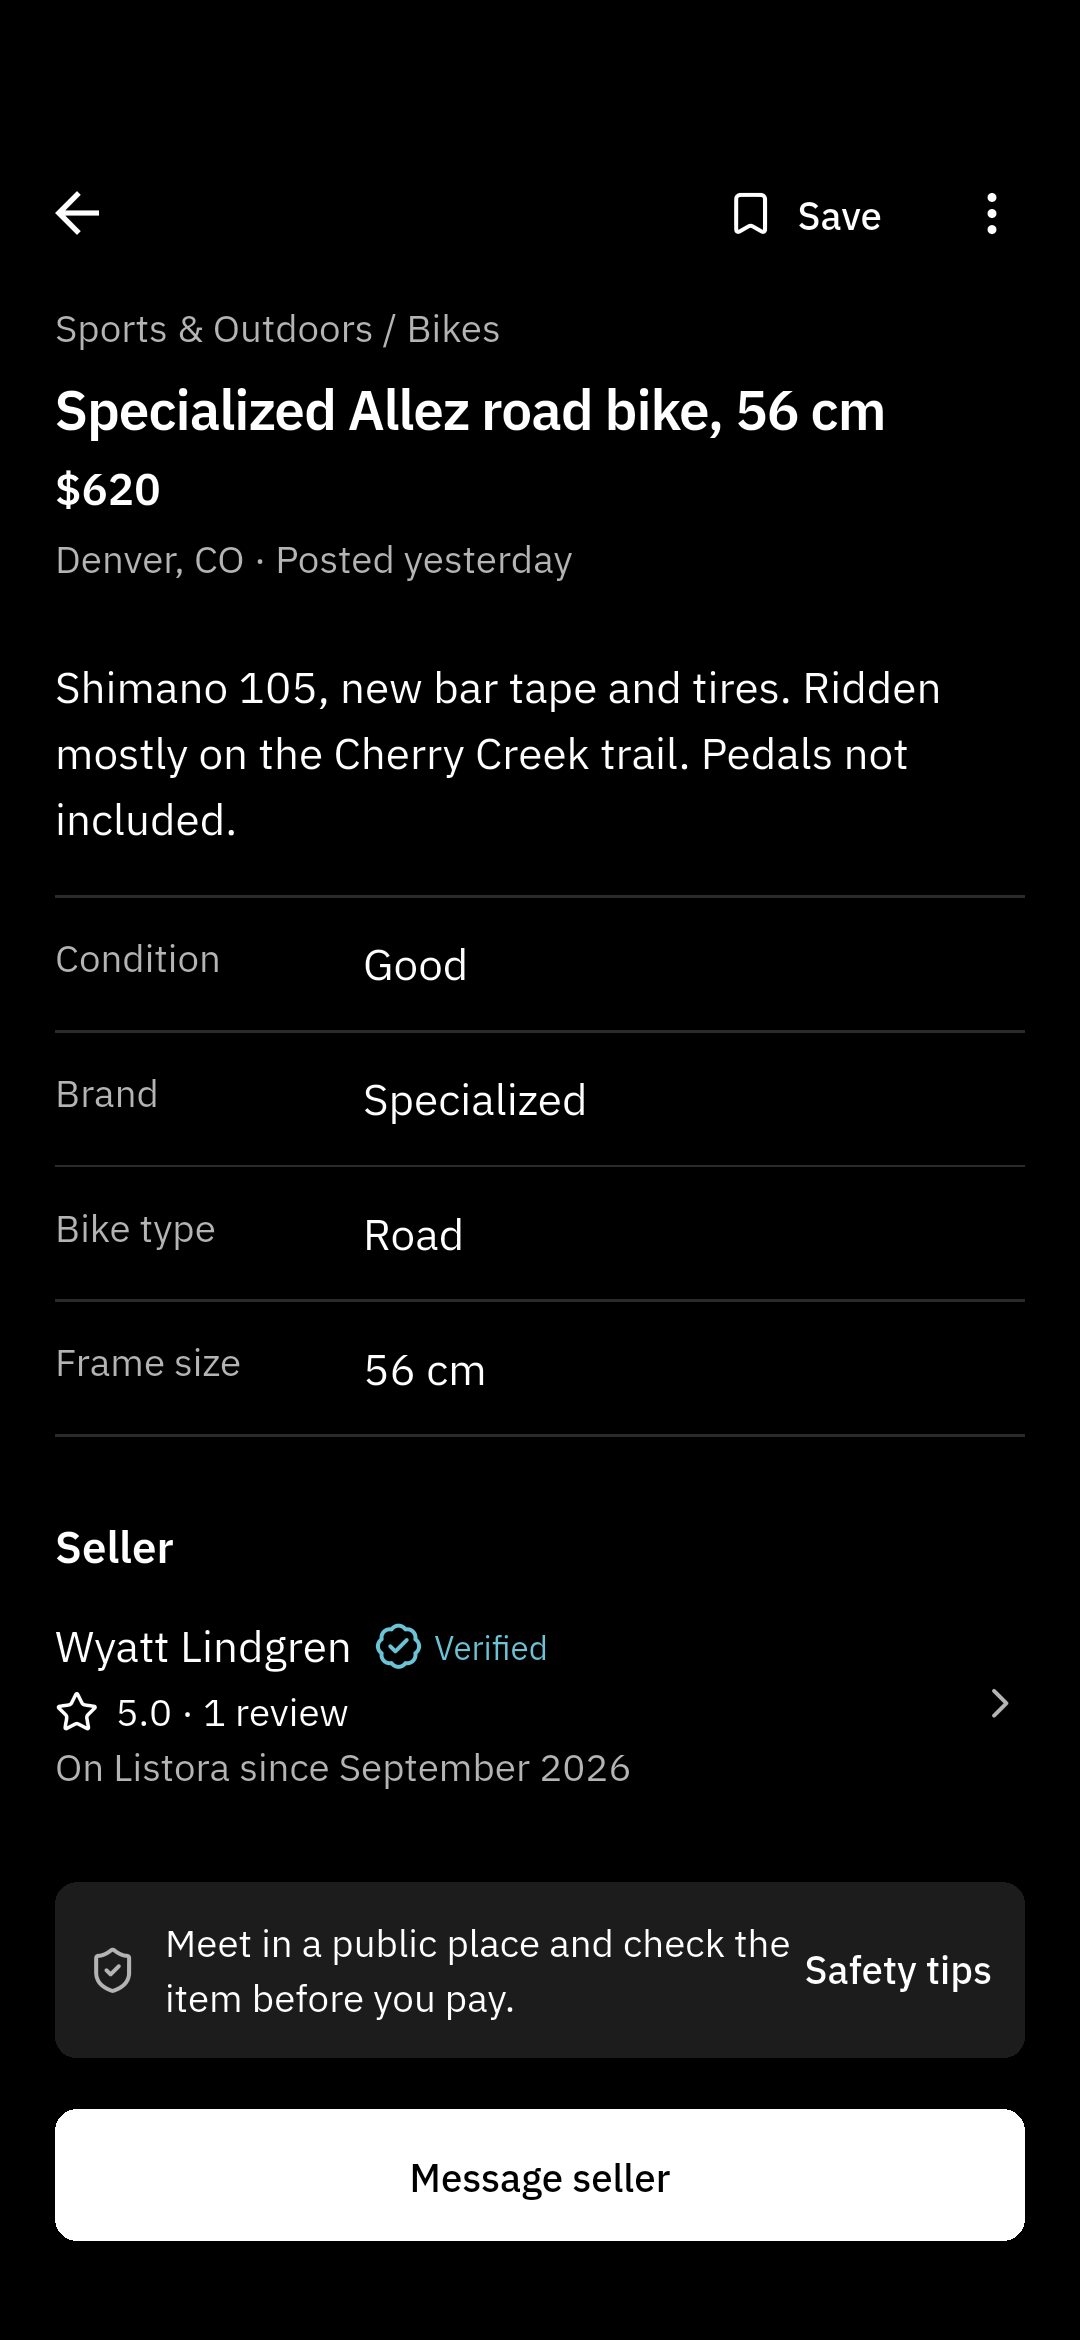 Save
Sports & Outdoors / Bikes
Specialized Allez road bike, 56 cm
$620
Denver, CO · Posted yesterday
Shimano 105, new bar tape and tires. Ridden
mostly on the Cherry Creek trail. Pedals not
included.
Condition Good
Brand Specialized
Bike type Road
Frame size 56 cm
Seller
Wyatt Lindgren Verified
5.0 · 1 review
On Listora since September 2026
Meet in a public place and check the
item before you pay.
Safety tips
Message seller